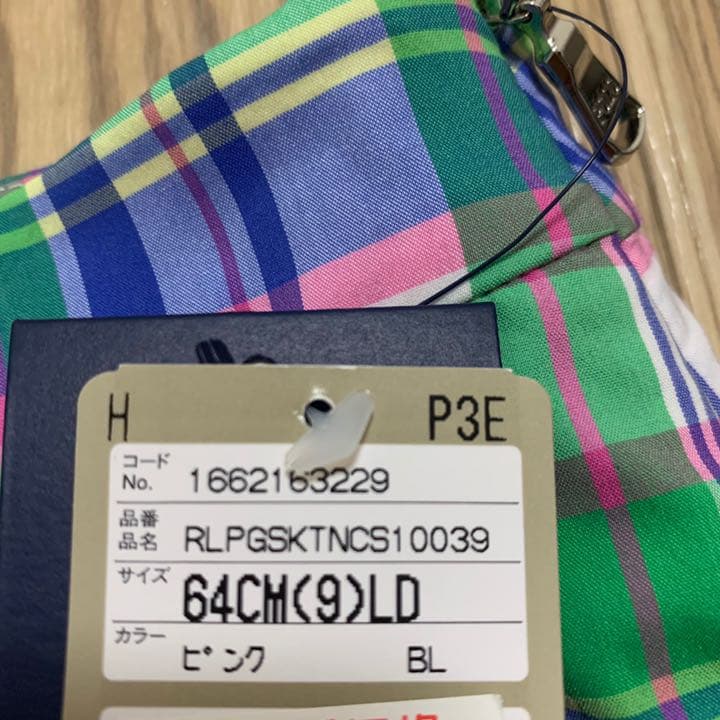 H P3E
コード
No. 1662163229
品番
品名 RLPGSKTNCS10039
サイズ 64CM(9)LD
カラー ピンク BL